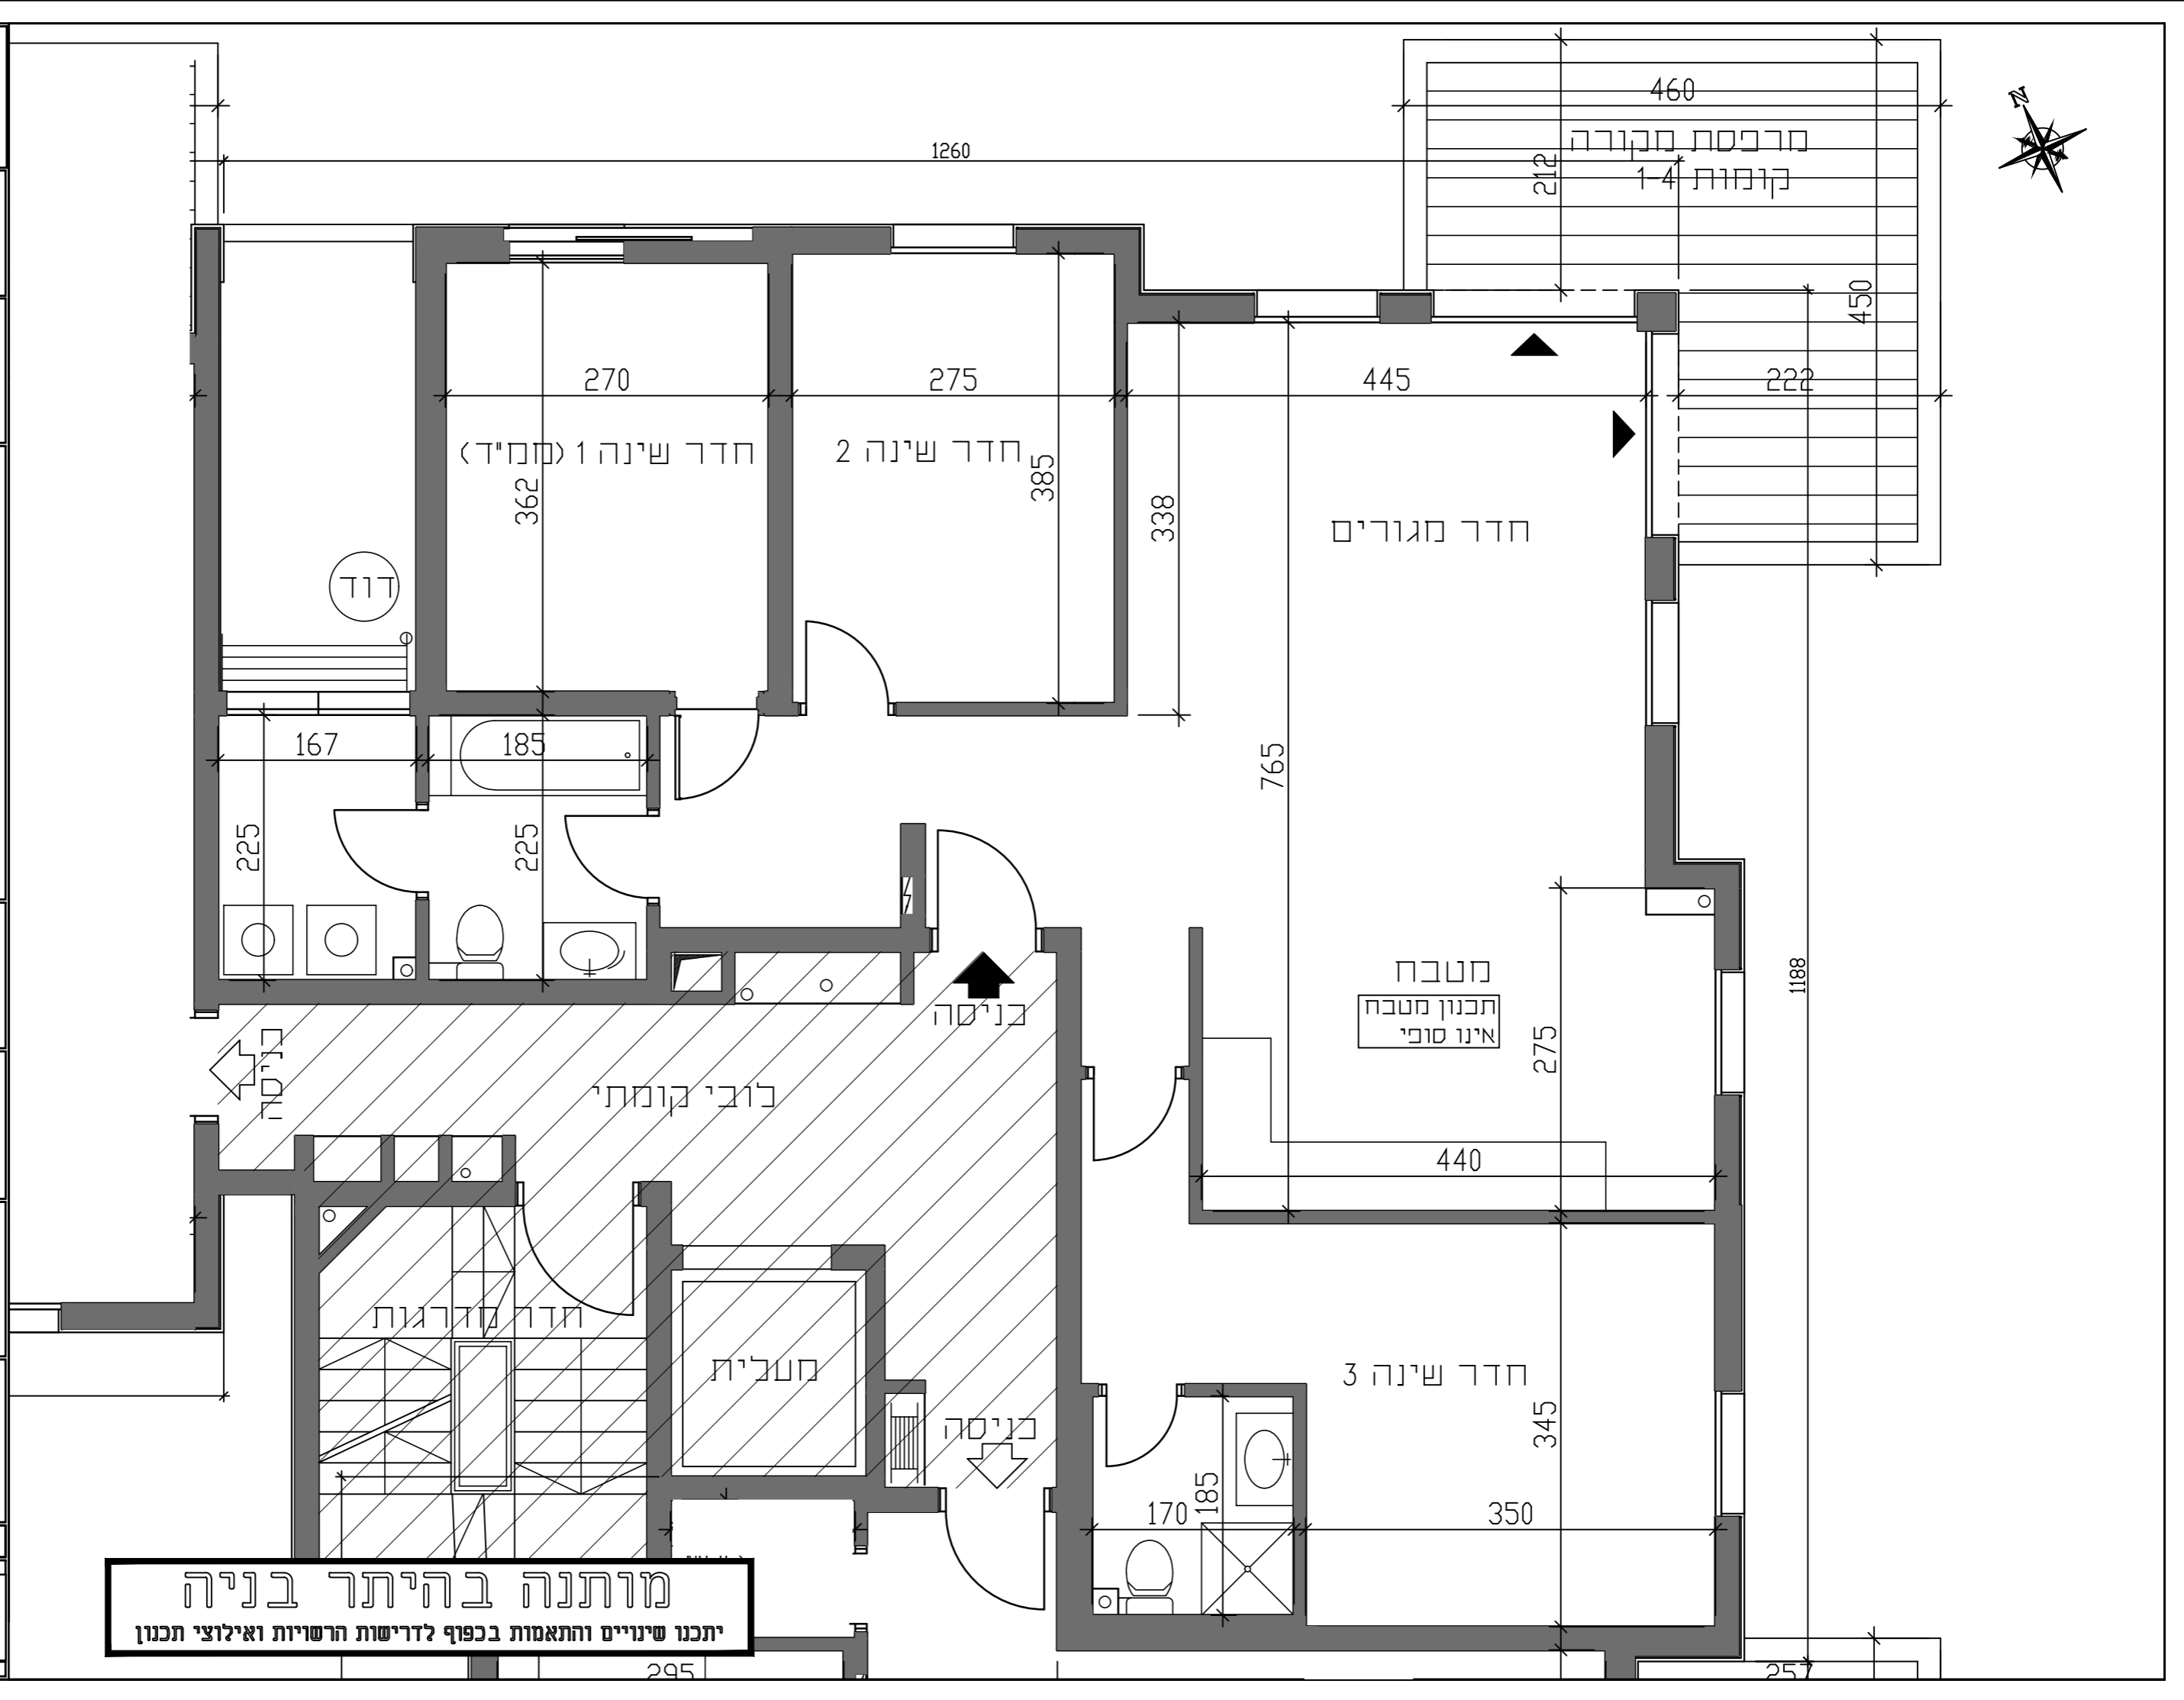 460
N
מרפסת מקורה
1260
212
קומות 1-4
450
270
275
445
222
חדר שינה 1 (ממ"ד)
חדר שינה 2
362
385
338
חדר מגורים
דוד
167
185
765
225
225
מטבח
תכנון מטבח
אינו סופי
1188
כניסה
כניסה
275
לובי קומתי
440
חדר מדרגות
מעלית
חדר שינה 3
כניסה
345
185
170
350
מותנה בהיתר בניה
יתכנו שינויים והתאמות בכפוף לדרישות הרשויות ואילוצי תכנון
295
257